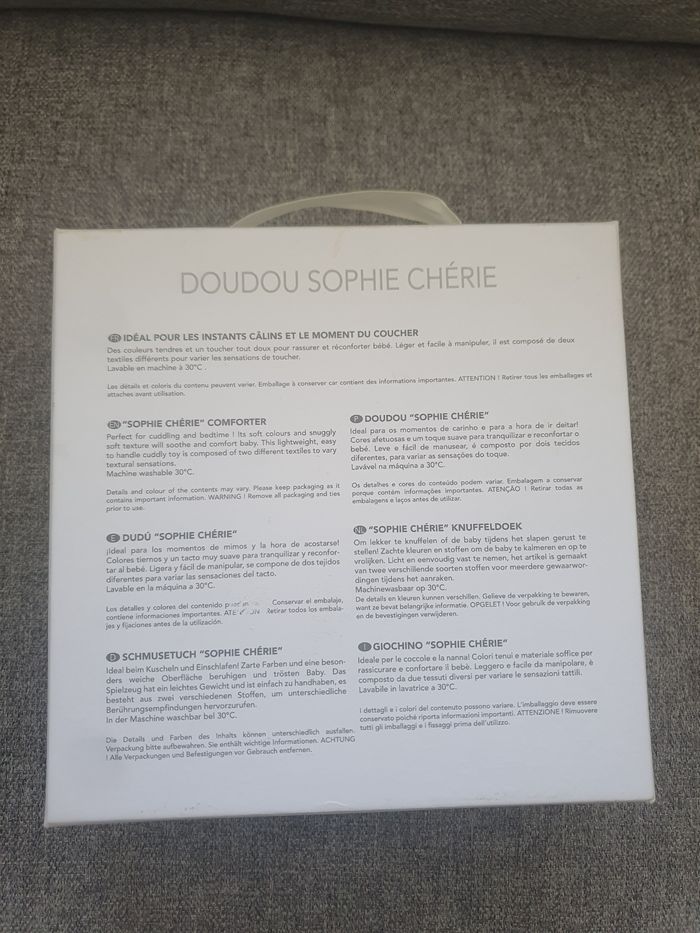 DOUDOU SOPHIE CHÉRIE
FR IDÉAL POUR LES INSTANTS CÂLINS ET LE MOMENT DU COUCHER
Des couleurs tendres et un toucher tout doux pour rassurer et réconforter bébé. Léger et facile à manipuler, il est composé de deux
textiles différents pour varier les sensations de toucher.
Lavable en machine à 30°C .
Les détails et coloris du contenu peuvent varier. Emballage à conserver car contient des informations importantes. ATTENTION ! Retirer tous les emballages et
attaches avant utilisation.
EN "SOPHIE CHÉRIE" COMFORTER
Perfect for cuddling and bedtime ! Its soft colours and snuggly
soft texture will soothe and comfort baby. This lightweight, easy
to handle cuddly toy is composed of two different textiles to vary
textural sensations.
Machine washable 30°C.
Details and colour of the contents may vary. Please keep packaging as it
contains important information. WARNING ! Remove all packaging and ties
prior to use.
P DOUDOU "SOPHIE CHÉRIE"
Ideal para os momentos de carinho e para a hora de ir deitar!
Cores afetuosas e um toque suave para tranquilizar e reconfortar o
bebé. Leve e fácil de manusear, é composto por dois tecidos
diferentes, para variar as sensações do toque.
Lavável na máquina a 30°C.
Os detalhes e cores do conteúdo podem variar. Embalagem a conservar
porque contém informações importantes. ATENÇÃO ! Retirar todas as
embalagens e laços antes de utilizar.
E DUDÚ "SOPHIE CHÉRIE"
¡Ideal para los momentos de mimos y la hora de acostarse!
Colores tiernos y un tacto muy suave para tranquilizar y reconfor-
tar al bebé. Ligera y fácil de manipular, se compone de dos tejidos
diferentes para variar las sensaciones del tacto.
Lavable en la máquina a 30°C.
Los detalles y colores del contenido Conservar el embalaje,
contiene informaciones importantes. Retirar todos los embala-
jes y fijaciones antes de la utilización.
NL "SOPHIE CHÉRIE" KNUFFELDOEK
Om lekker te knuffelen of de baby tijdens het slapen gerust te
stellen! Zachte kleuren en stoffen om de baby te kalmeren en op te
vrolijken. Licht en eenvoudig vast te nemen, het artikel is gemaakt
van twee verschillende soorten stoffen voor meerdere gewaarwor-
dingen tijdens het aanraken.
Machinewasbaar op 30°C.
De details en kleuren kunnen verschillen. Gelieve de verpakking te bewaren,
want ze bevat belangrijke informatie. OPGELET ! Voor gebruik de verpakking
en de bevestigingen verwijderen.
D SCHMUSETUCH "SOPHIE CHÉRIE"
Ideal beim Kuscheln und Einschlafen! Zarte Farben und eine beson-
ders weiche Oberfläche beruhigen und trösten Baby. Das
Spielzeug hat ein leichtes Gewicht und ist einfach zu handhaben, es
besteht aus zwei verschiedenen Stoffen, um unterschiedliche
Berührungsempfindungen hervorzurufen.
In der Maschine waschbar bei 30°C.
Die Details und Farben des Inhalts können unterschiedlich ausfallen.
Verpackung bitte aufbewahren. Sie enthält wichtige Informationen. ACHTUNG
! Alle Verpackungen und Befestigungen vor Gebrauch entfernen.
I GIOCHINO "SOPHIE CHÉRIE"
Ideale per le coccole e la nanna! Colori tenui e materiale soffice per
rassicurare e confortare il bebè. Leggero e facile da manipolare, è
composto da due tessuti diversi per variare le sensazioni tattili.
Lavabile in lavatrice a 30°C.
I dettagli e i colori del contenuto possono variare. L'imballaggio deve essere
conservato poiché riporta informazioni importanti. ATTENZIONE ! Rimuovere
tutti gli imballaggi e i fissaggi prima dell'utilizzo.